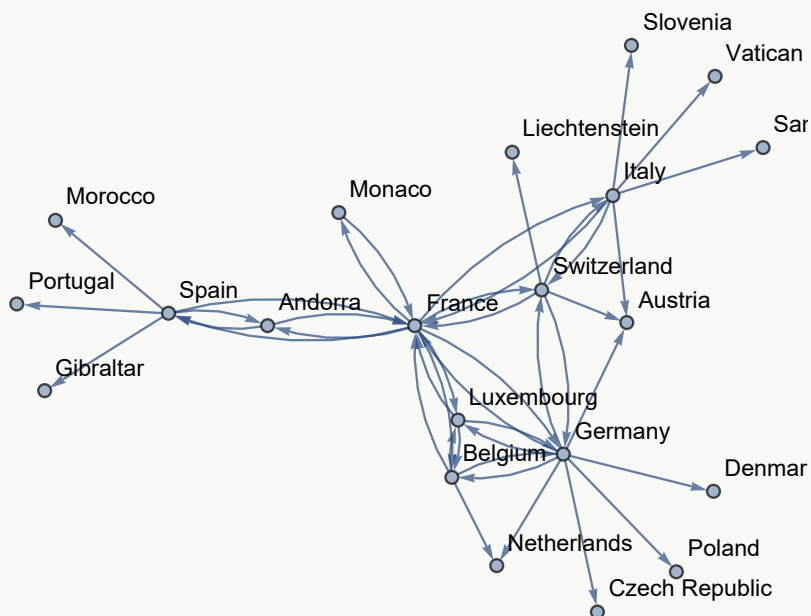 Slovenia
Vatican
Liechtenstein
Sar
Italy
Morocco
Monaco
Switzerland
Portugal
Spain
Andorra
France
Austria
Gibraltar
Luxembourg
Germany
Belgium
Denmar
Netherlands
Poland
Czech Republic